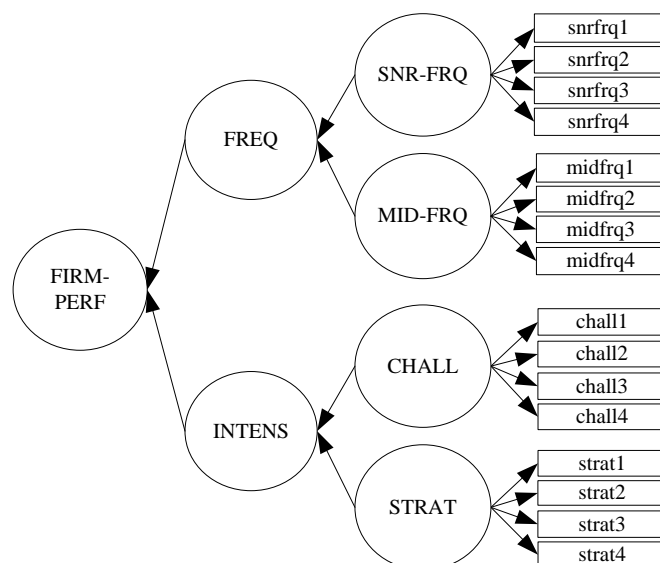 snrfrq1
snrfrq2
snrfrq3
snrfrq4
SNR-FRQ
FREQ
midfrq1
midfrq2
midfrq3
midfrq4
MID-FRQ
FIRM-
PERF
chall1
chall2
chall3
chall4
CHALL
INTENS
strat1
strat2
strat3
strat4
STRAT